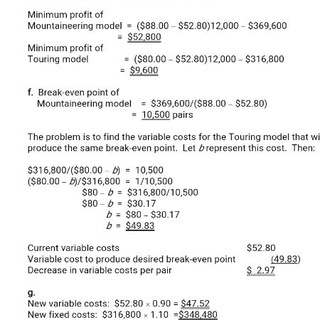 Minimum profit of
Mountaineering model = ($88.00 – $52.80)12,000 – $369,600
= $52,800
Minimum profit of
Touring model = ($80.00 – $52.80)12,000 – $316,800
= $9,600
f. Break-even point of
Mountaineering model = $369,600/($88.00 – $52.80)
= 10,500 pairs
The problem is to find the variable costs for the Touring model that wi
produce the same break-even point. Let b represent this cost. Then:
$316,800/($80.00 – b) = 10,500
($80.00 – b)/$316,800 = 1/10,500
$80 – b = $316,800/10,500
$80 – b = $30.17
b = $80 – $30.17
b = $49.83
Current variable costs $52.80
Variable cost to produce desired break-even point (49.83)
Decrease in variable costs per pair $ 2.97
g.
New variable costs: $52.80 × 0.90 = $47.52
New fixed costs: $316,800 × 1.10 =$348,480